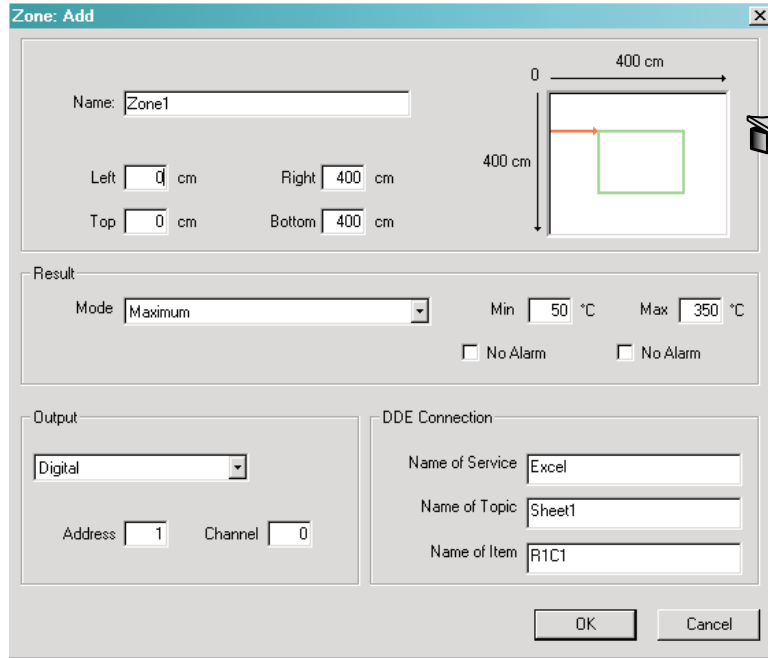 Zone: Add
0 400 cm
Name: Zone1
400 cm
Left 0 cm Right 400 cm
Top 0 cm Bottom 400 cm
Result
Mode Maximum Min 50 °C Max 350 °C
No Alarm No Alarm
Output
Digital
Address 1 Channel 0
DDE Connection
Name of Service Excel
Name of Topic Sheet1
Name of Item R1C1
OK Cancel